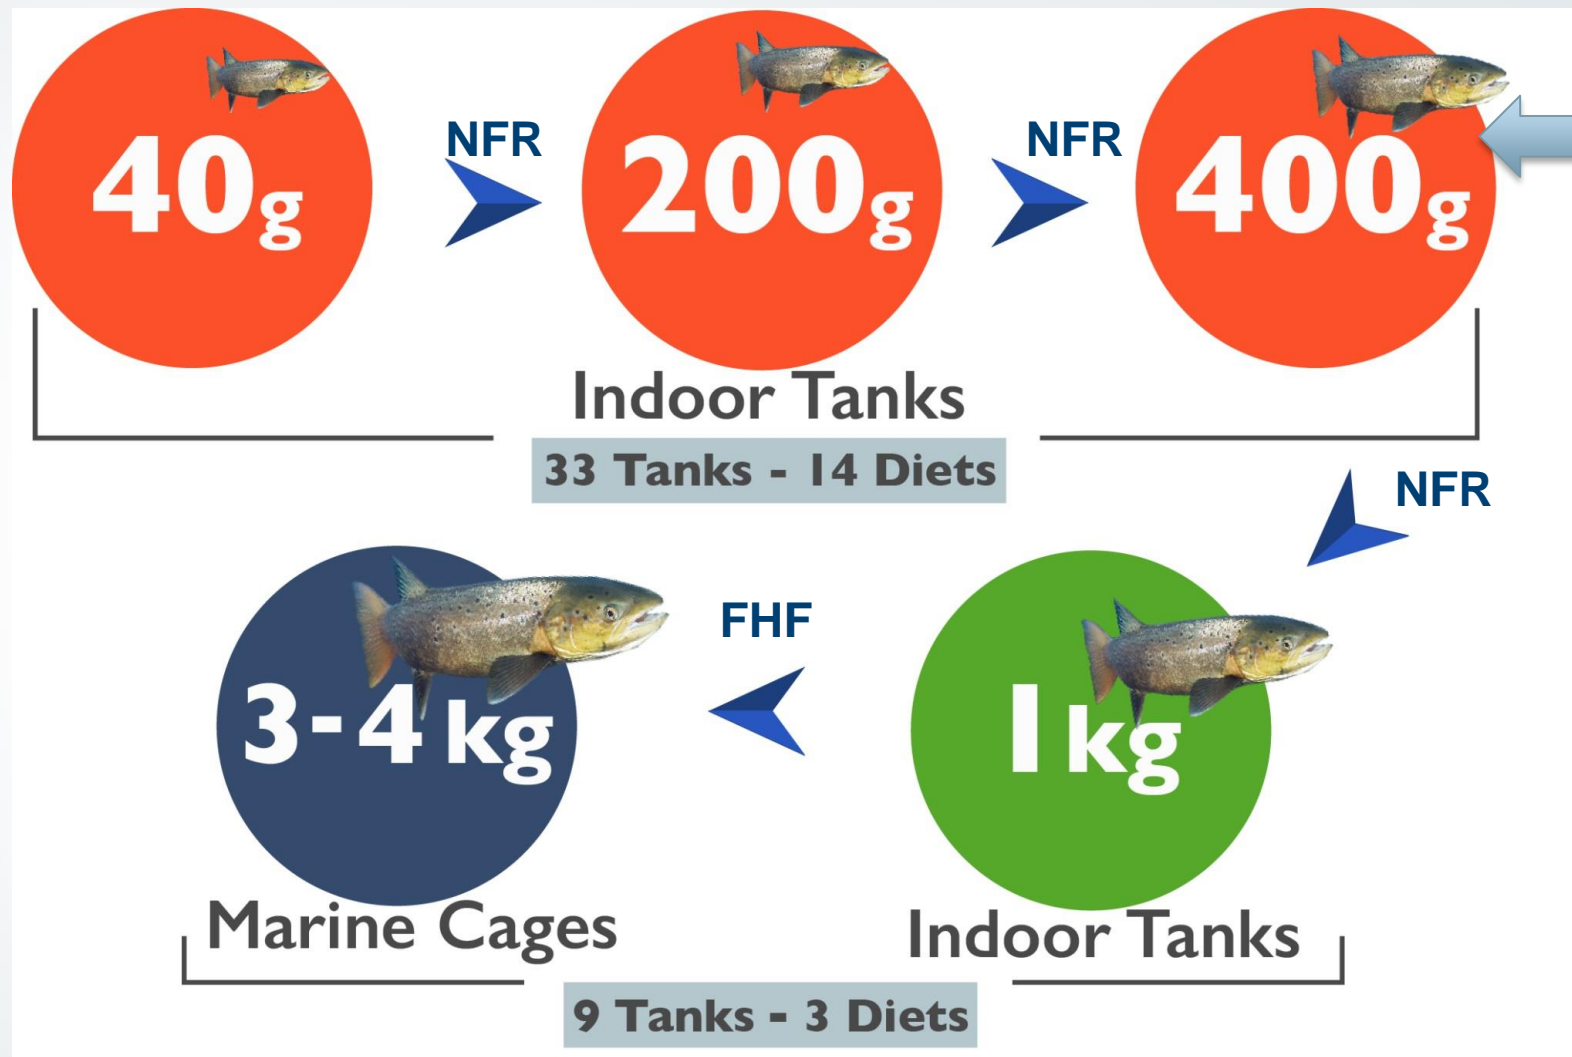 40g
NFR
200g
NFR
400g
Indoor Tanks
33 Tanks - 14 Diets
NFR
3-4 kg
FHF
1 kg
Marine Cages
Indoor Tanks
9 Tanks - 3 Diets